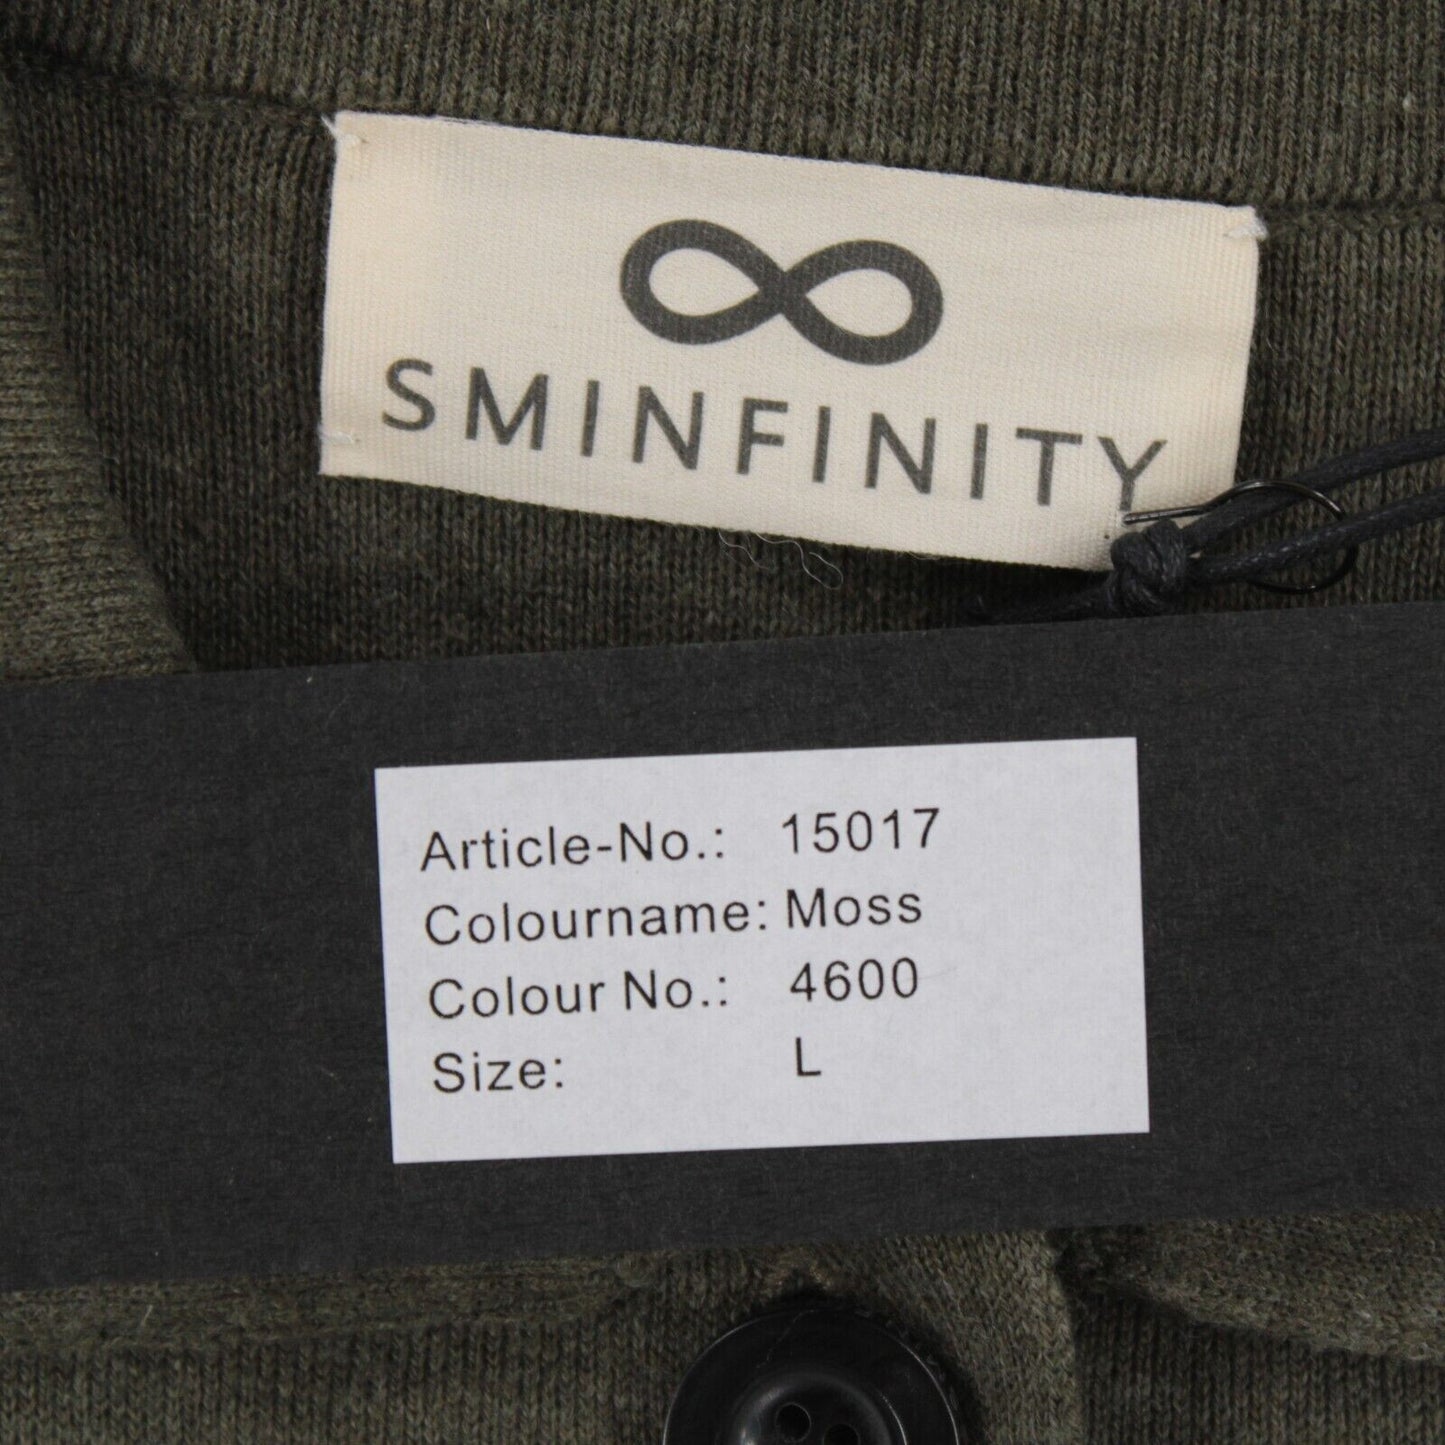 SMINFINITY
Article-No.: 15017
Colourname: Moss
Colour No.: 4600
Size: L